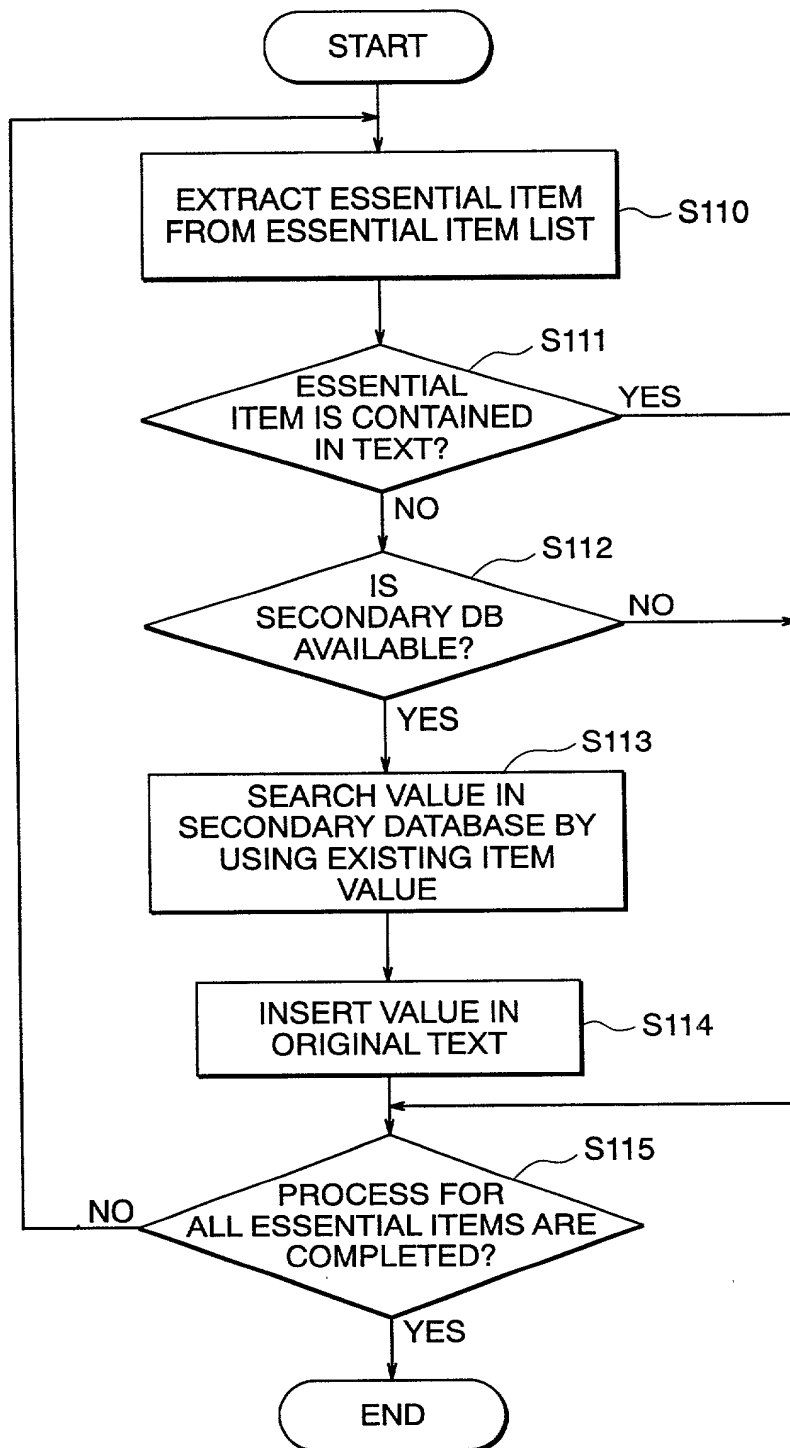 START
EXTRACT ESSENTIAL ITEM
FROM ESSENTIAL ITEM LIST
S110
S111
ESSENTIAL
ITEM IS CONTAINED
IN TEXT?
YES
NO
S112
IS
SECONDARY DB
AVAILABLE?
NO
YES
S113
SEARCH VALUE IN
SECONDARY DATABASE BY
USING EXISTING ITEM
VALUE
INSERT VALUE IN
ORIGINAL TEXT
S114
S115
PROCESS FOR
ALL ESSENTIAL ITEMS ARE
COMPLETED?
NO
YES
END